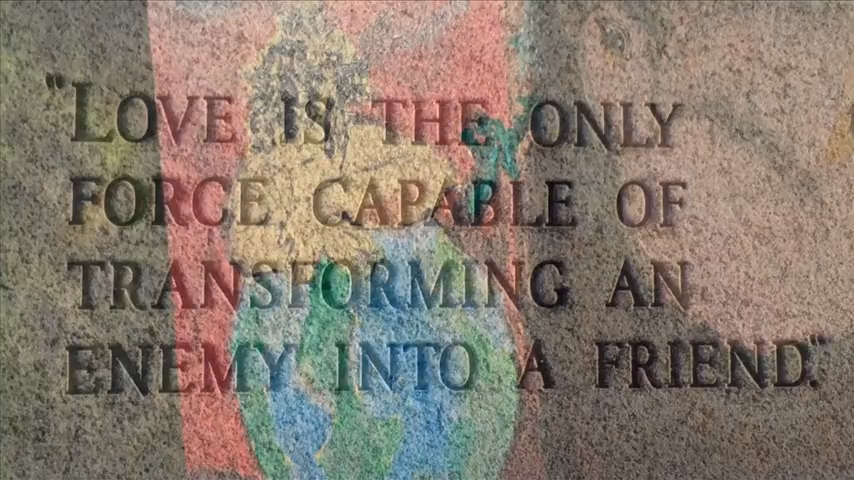 "LOVE IS THE ONLY
FORCE CAPABLE OF
TRANSFORMING AN
ENEMY INTO A FRIEND."